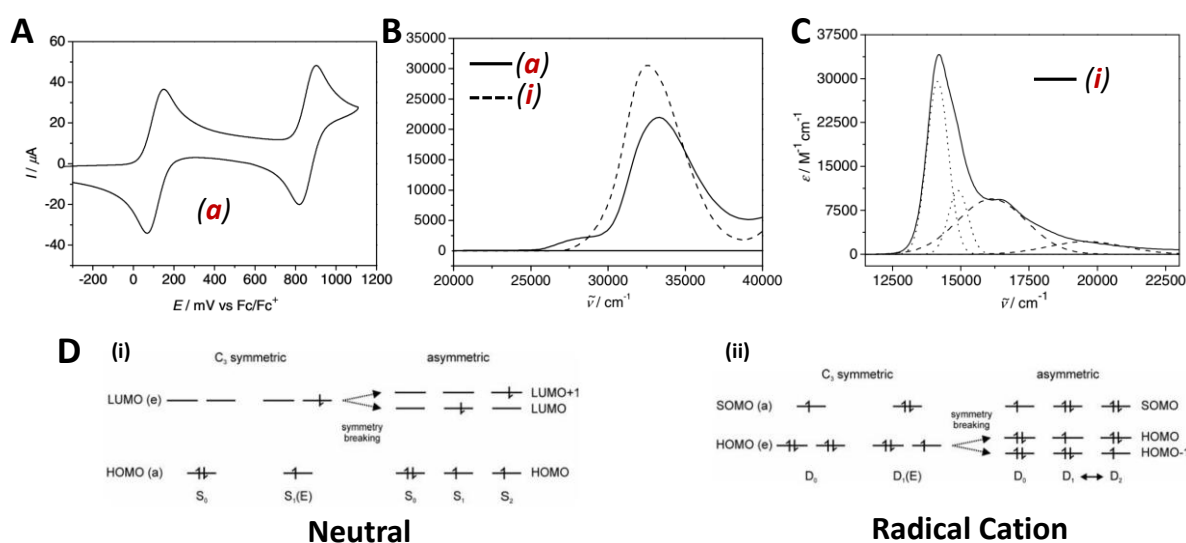 A
60
40
20
0
-20
-40
I / µA
(a)
-200 0 200 400 600 800 1000 1200
E / mV vs Fc/Fc⁺
B
35000
30000
25000
20000
15000
10000
5000
0
(a)
(i)
20000 25000 30000 35000 40000
ν̃ / cm⁻¹
C
37500
30000
22500
15000
7500
0
ε / M⁻¹ cm⁻¹
(i)
12500 15000 17500 20000 22500
ν̃ / cm⁻¹
D (i)
C₃ symmetric asymmetric
LUMO (e) LUMO+1
LUMO
symmetry
breaking
HOMO (a) HOMO
S₀ S₁(E) S₀ S₁ S₂
Neutral
(ii)
C₃ symmetric asymmetric
SOMO (a) SOMO
symmetry
breaking
HOMO (e) HOMO
HOMO-1
D₀ D₁(E) D₀ D₁ D₂
Radical Cation